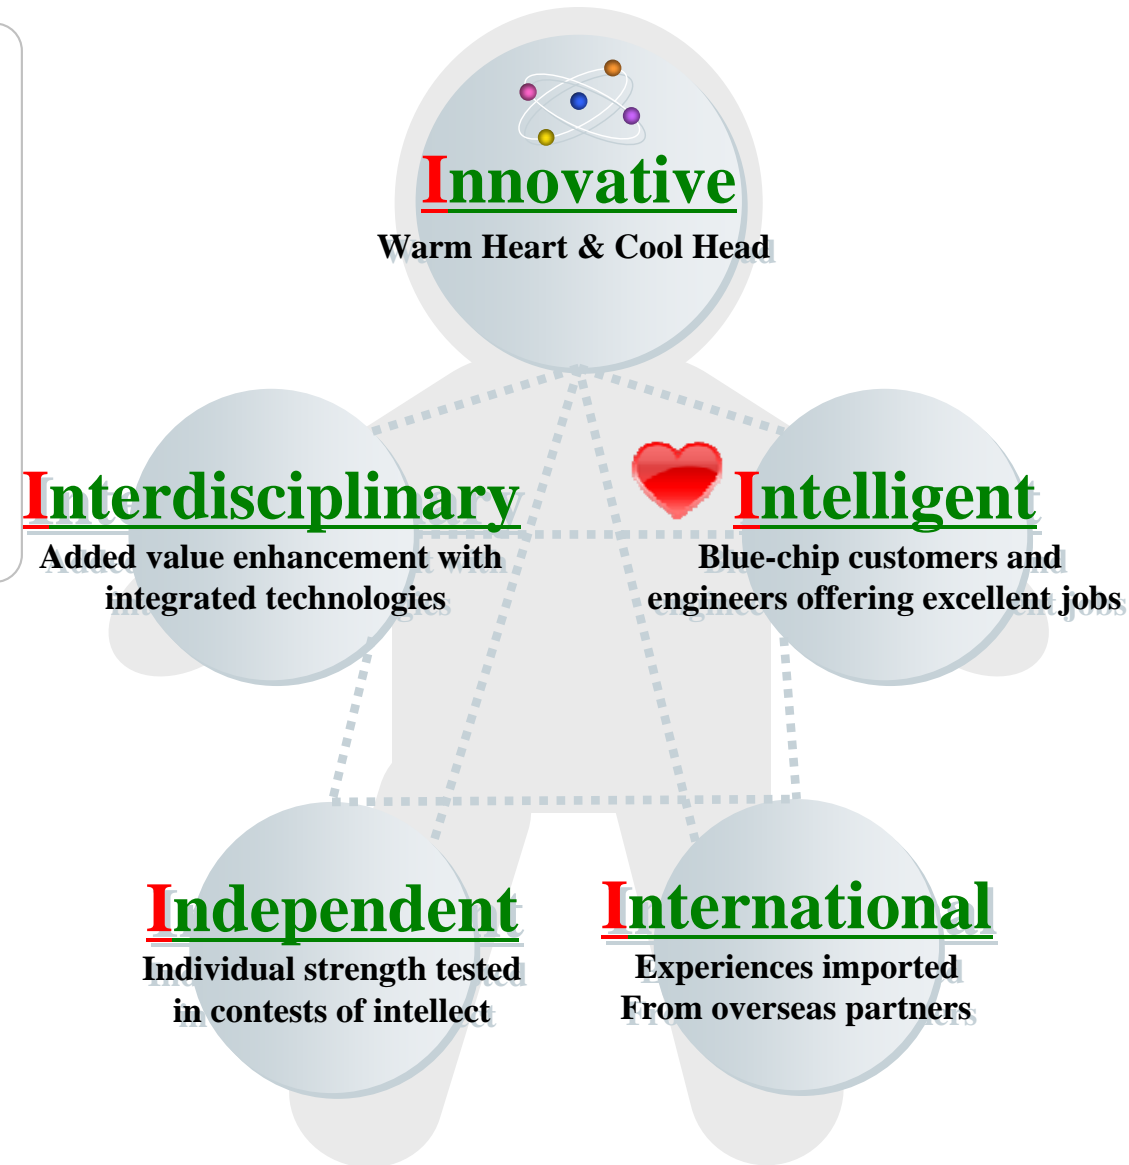 Innovative
Warm Heart & Cool Head
Interdisciplinary
Added value enhancement with
integrated technologies
Intelligent
Blue-chip customers and
engineers offering excellent jobs
Independent
Individual strength tested
in contests of intellect
International
Experiences imported
From overseas partners